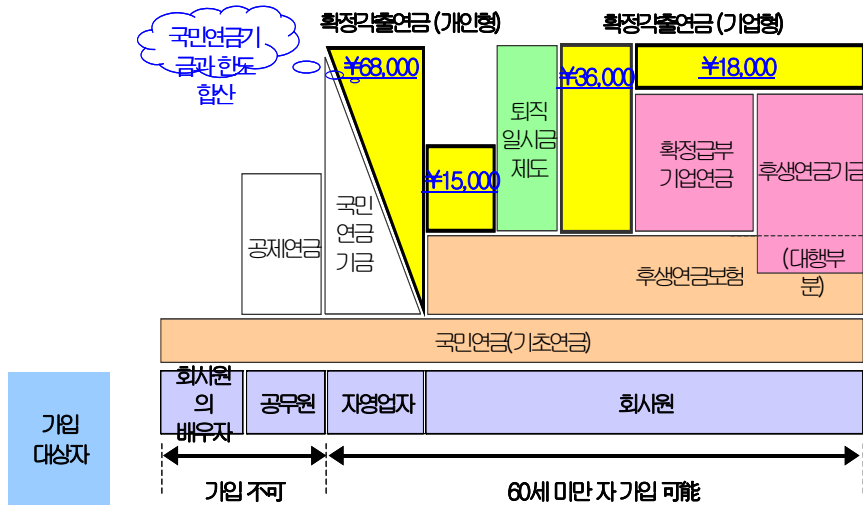 확정각출연금 (개인형)
확정각출연금 (기업형)
국민연금기
금과 한도
합산
¥68,000
¥36,000
¥18,000
퇴직
일시금
제도
¥15,000
확정급부
기업연금
후생연금기금
국민
연금
기금
공제연금
후생연금보험
(대행부
분)
국민연금(기초연금)
가입
대상자
회사원
의
배우자
공무원
자영업자
회사원
가입 不可
60세 미만 자 가입 可能